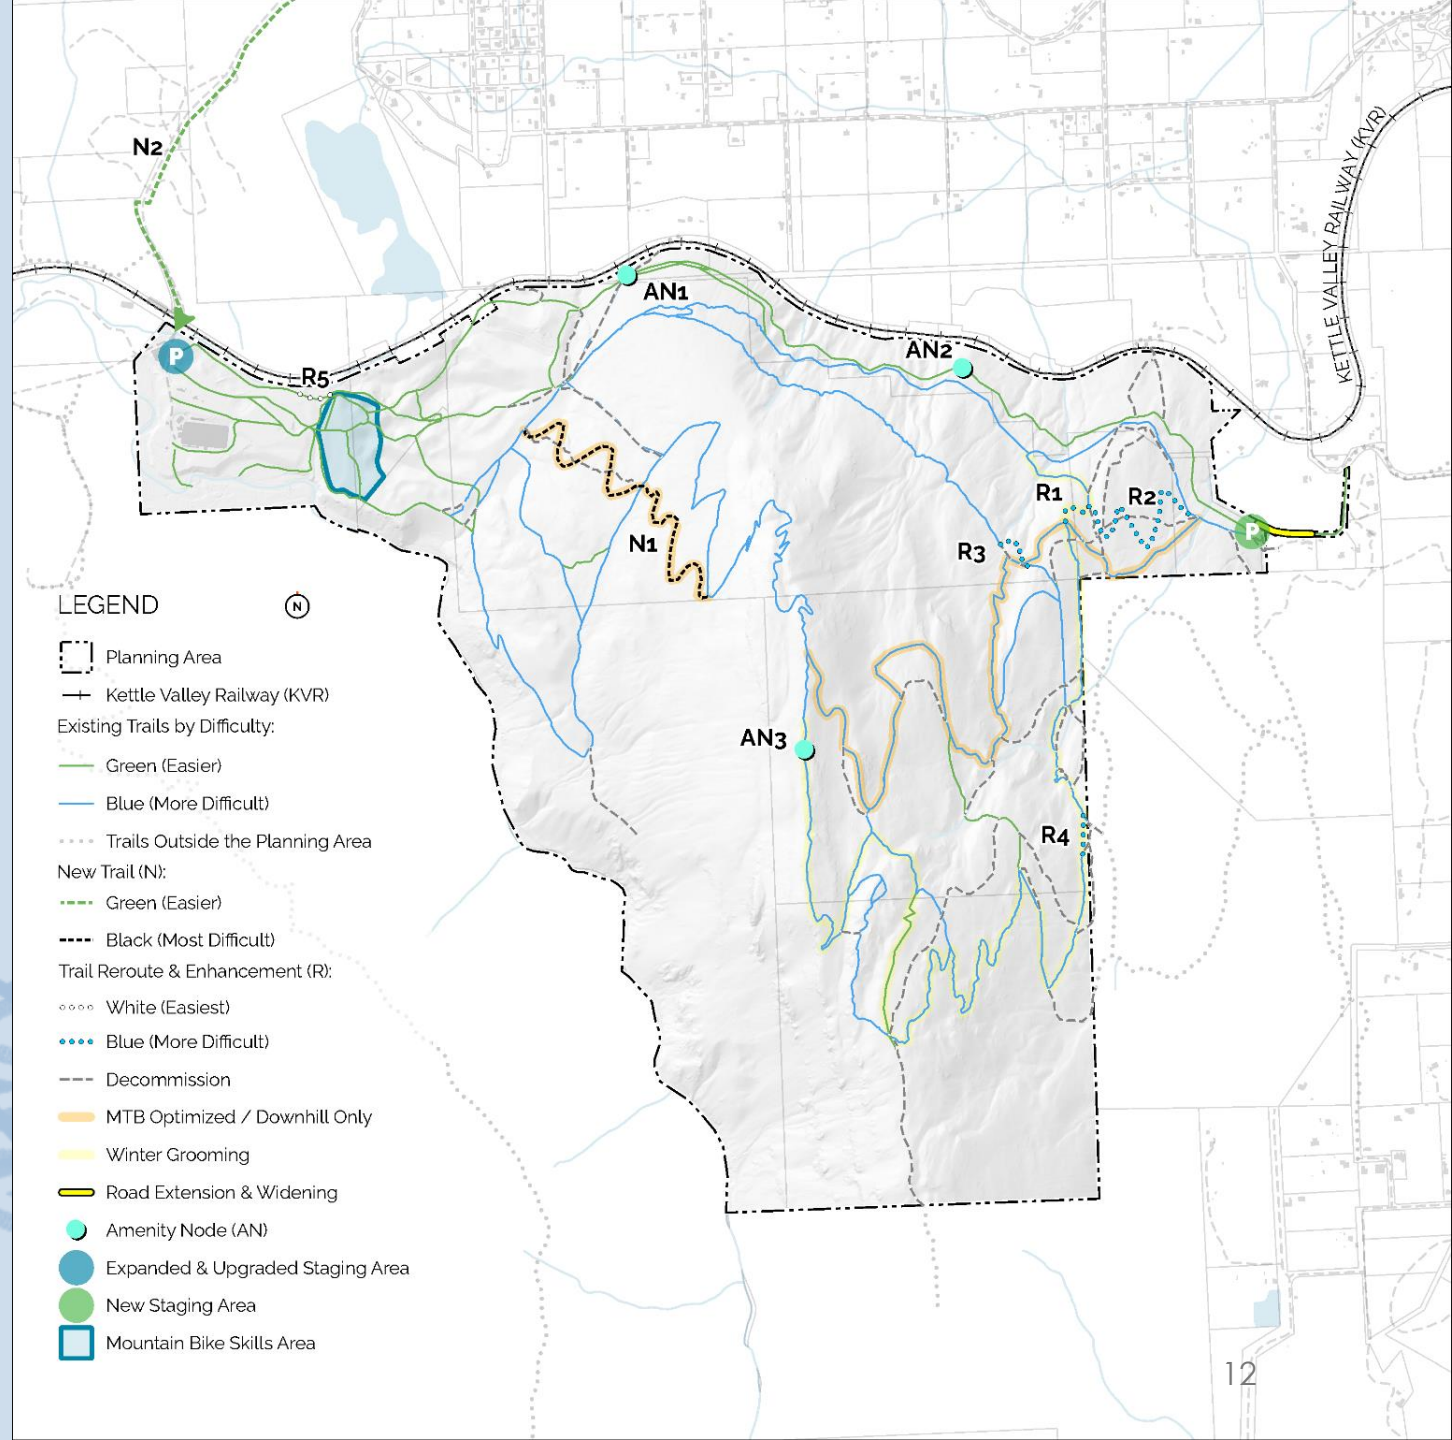 N2
KETTLE VALLEY RAILWAY (KVR)
AN1
P
R5
AN2
R1
R2
N1
R3
P
LEGEND
N
Planning Area
Kettle Valley Railway (KVR)
Existing Trails by Difficulty:
Green (Easier)
AN3
Blue (More Difficult)
Trails Outside the Planning Area
R4
New Trail (N):
Green (Easier)
Black (Most Difficult)
Trail Reroute & Enhancement (R):
White (Easiest)
Blue (More Difficult)
Decommission
MTB Optimized / Downhill Only
Winter Grooming
Road Extension & Widening
Amenity Node (AN)
Expanded & Upgraded Staging Area
New Staging Area
Mountain Bike Skills Area
12